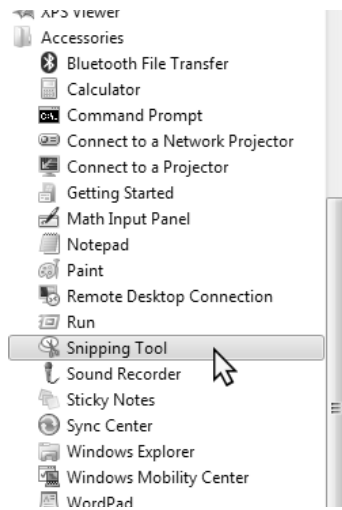 XPS Viewer
Accessories
Bluetooth File Transfer
Calculator
Command Prompt
Connect to a Network Projector
Connect to a Projector
Getting Started
Math Input Panel
Notepad
Paint
Remote Desktop Connection
Run
Snipping Tool
Sound Recorder
Sticky Notes
Sync Center
Windows Explorer
Windows Mobility Center
WordPad